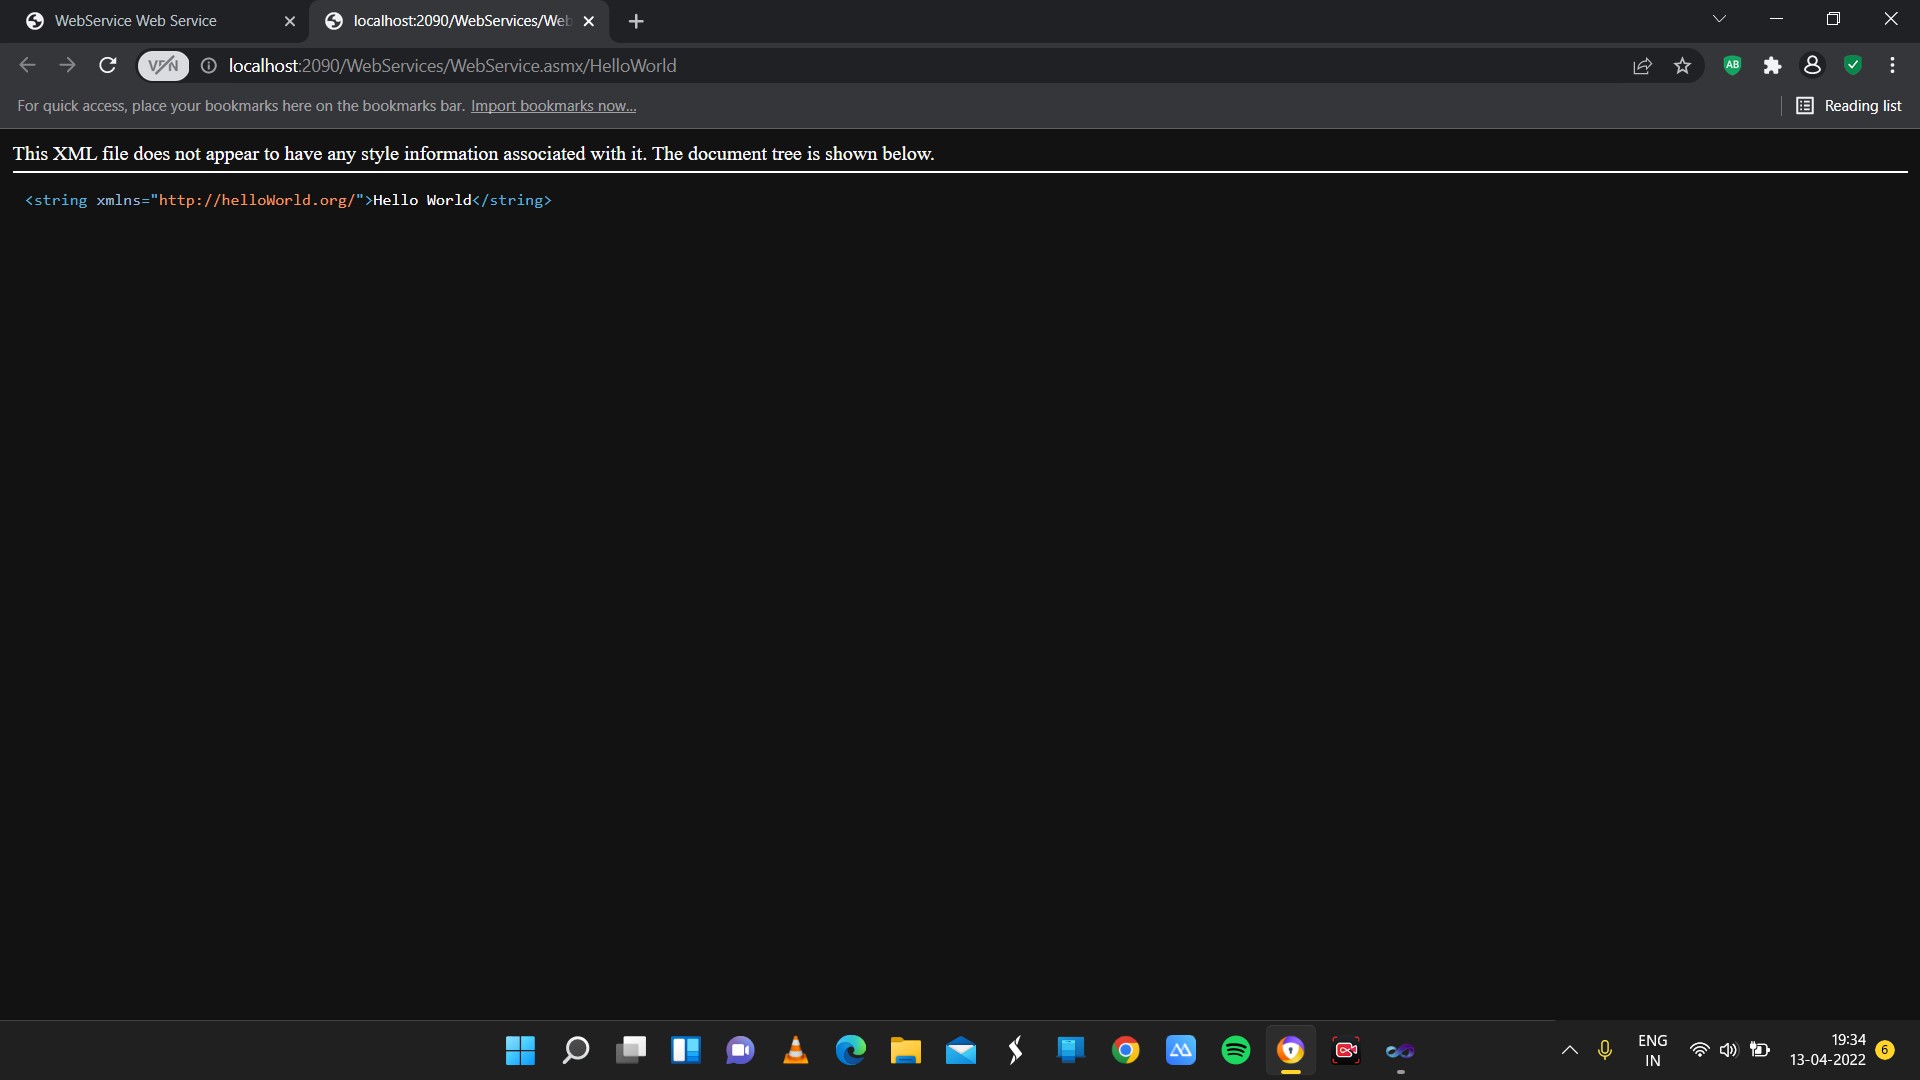 WebService Web Service
localhost:2090/WebServices/Web
VPN
localhost:2090/WebServices/WebService.asmx/HelloWorld
AB
For quick access, place your bookmarks here on the bookmarks bar. Import bookmarks now...
Reading list
This XML file does not appear to have any style information associated with it. The document tree is shown below.
<string xmlns="http://helloWorld.org/">Hello World</string>
ENG
IN
19:34
13-04-2022
6